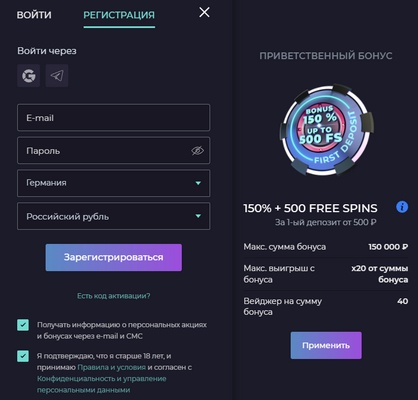 ВОЙТИ
РЕГИСТРАЦИЯ
Войти через
E-mail
Пароль
Германия
Российский рубль
Зарегистрироваться
Есть код активации?
Получать информацию о персональных акциях
и бонусах через e-mail и СМС
Я подтверждаю, что я старше 18 лет, и
принимаю Правила и условия и согласен с
Конфиденциальность и управление
персональными данными
ПРИВЕТСТВЕННЫЙ БОНУС
BONUS
150 %
UP TO
500 FS
FIRST DEPOSIT
150% + 500 FREE SPINS
За 1-ый депозит от 500 ₽
Макс. сумма бонуса 150 000 ₽
Макс. выигрыш с бонуса x20 от суммы бонуса
Вейджер на сумму бонуса 40
Применить